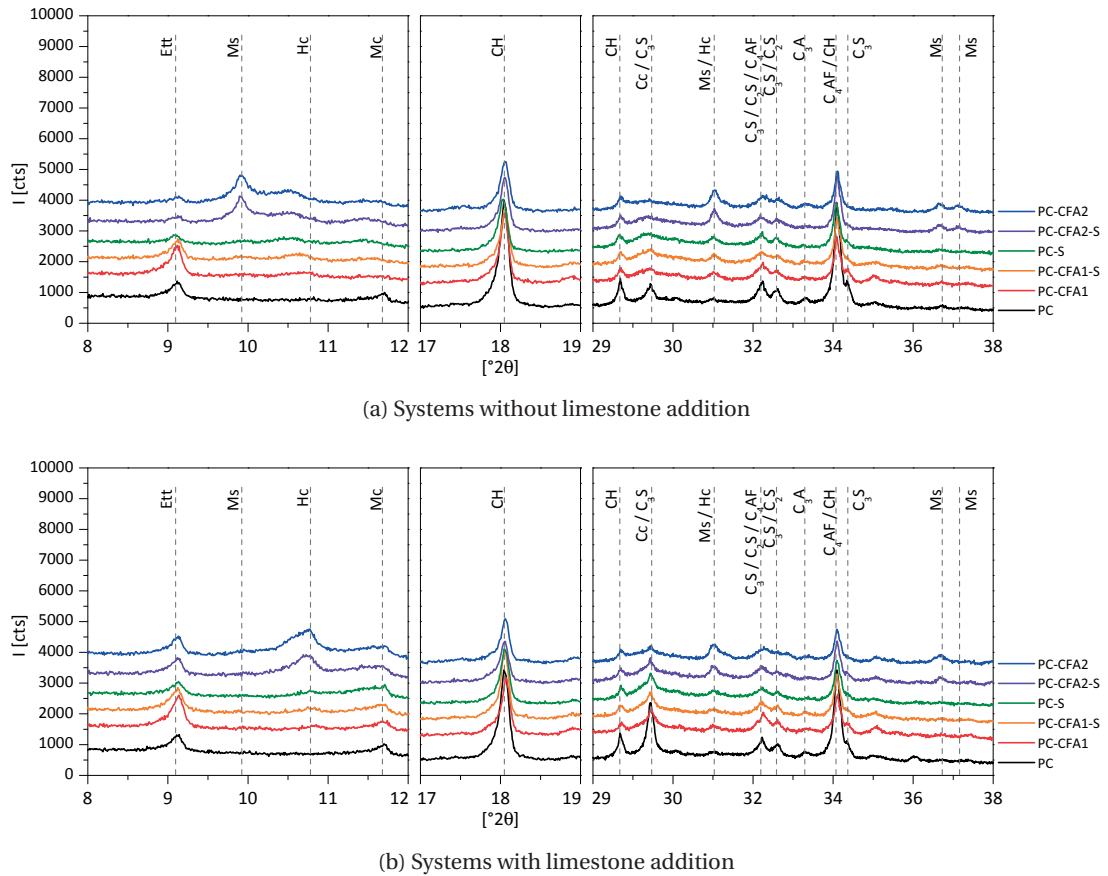 10000
9000
8000
7000
6000
5000
4000
3000
2000
1000
0
I [cts]
Ett
Ms
Hc
Mc
CH
CH
Cc / C₃S
Ms / Hc
C₃S / C₂S / C₄AF
C₃S / C₂S
C₃A
C₄AF / CH
C₃S
Ms
Ms
PC-CFA2
PC-CFA2-S
PC-S
PC-CFA1-S
PC-CFA1
PC
8 9 10 11 12 17 18 19 29 30 31 32 33 34 35 36 37 38
[°2θ]
(a) Systems without limestone addition
10000
9000
8000
7000
6000
5000
4000
3000
2000
1000
0
I [cts]
Ett
Ms
Hc
Mc
CH
CH
Cc / C₃S
Ms / Hc
C₃S / C₂S / C₄AF
C₃S / C₂S
C₃A
C₄AF / CH
C₃S
Ms
Ms
PC-CFA2
PC-CFA2-S
PC-S
PC-CFA1-S
PC-CFA1
PC
8 9 10 11 12 17 18 19 29 30 31 32 33 34 35 36 37 38
[°2θ]
(b) Systems with limestone addition